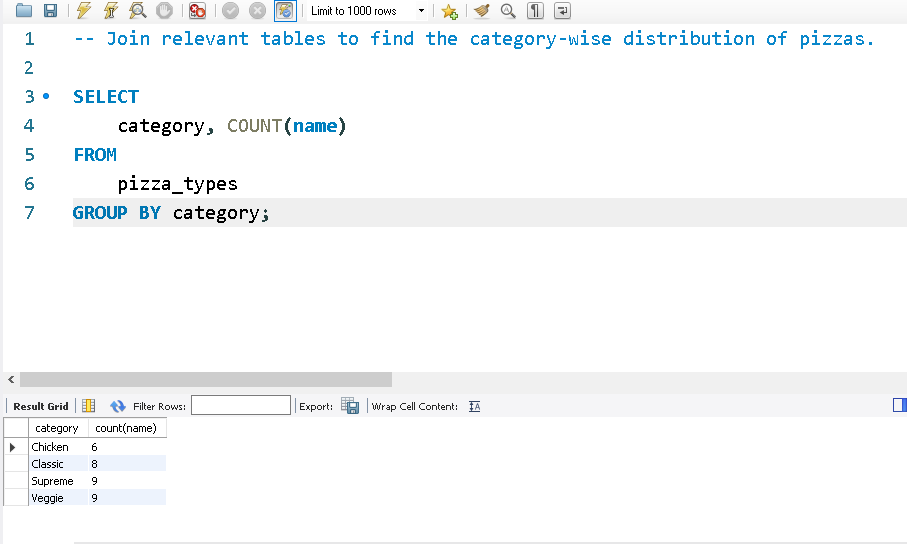 Limit to 1000 rows
1 -- Join relevant tables to find the category-wise distribution of pizzas.
2
3 SELECT
4 category, COUNT(name)
5 FROM
6 pizza_types
7 GROUP BY category;
Result Grid Filter Rows: Export: Wrap Cell Content:
category count(name)
Chicken 6
Classic 8
Supreme 9
Veggie 9